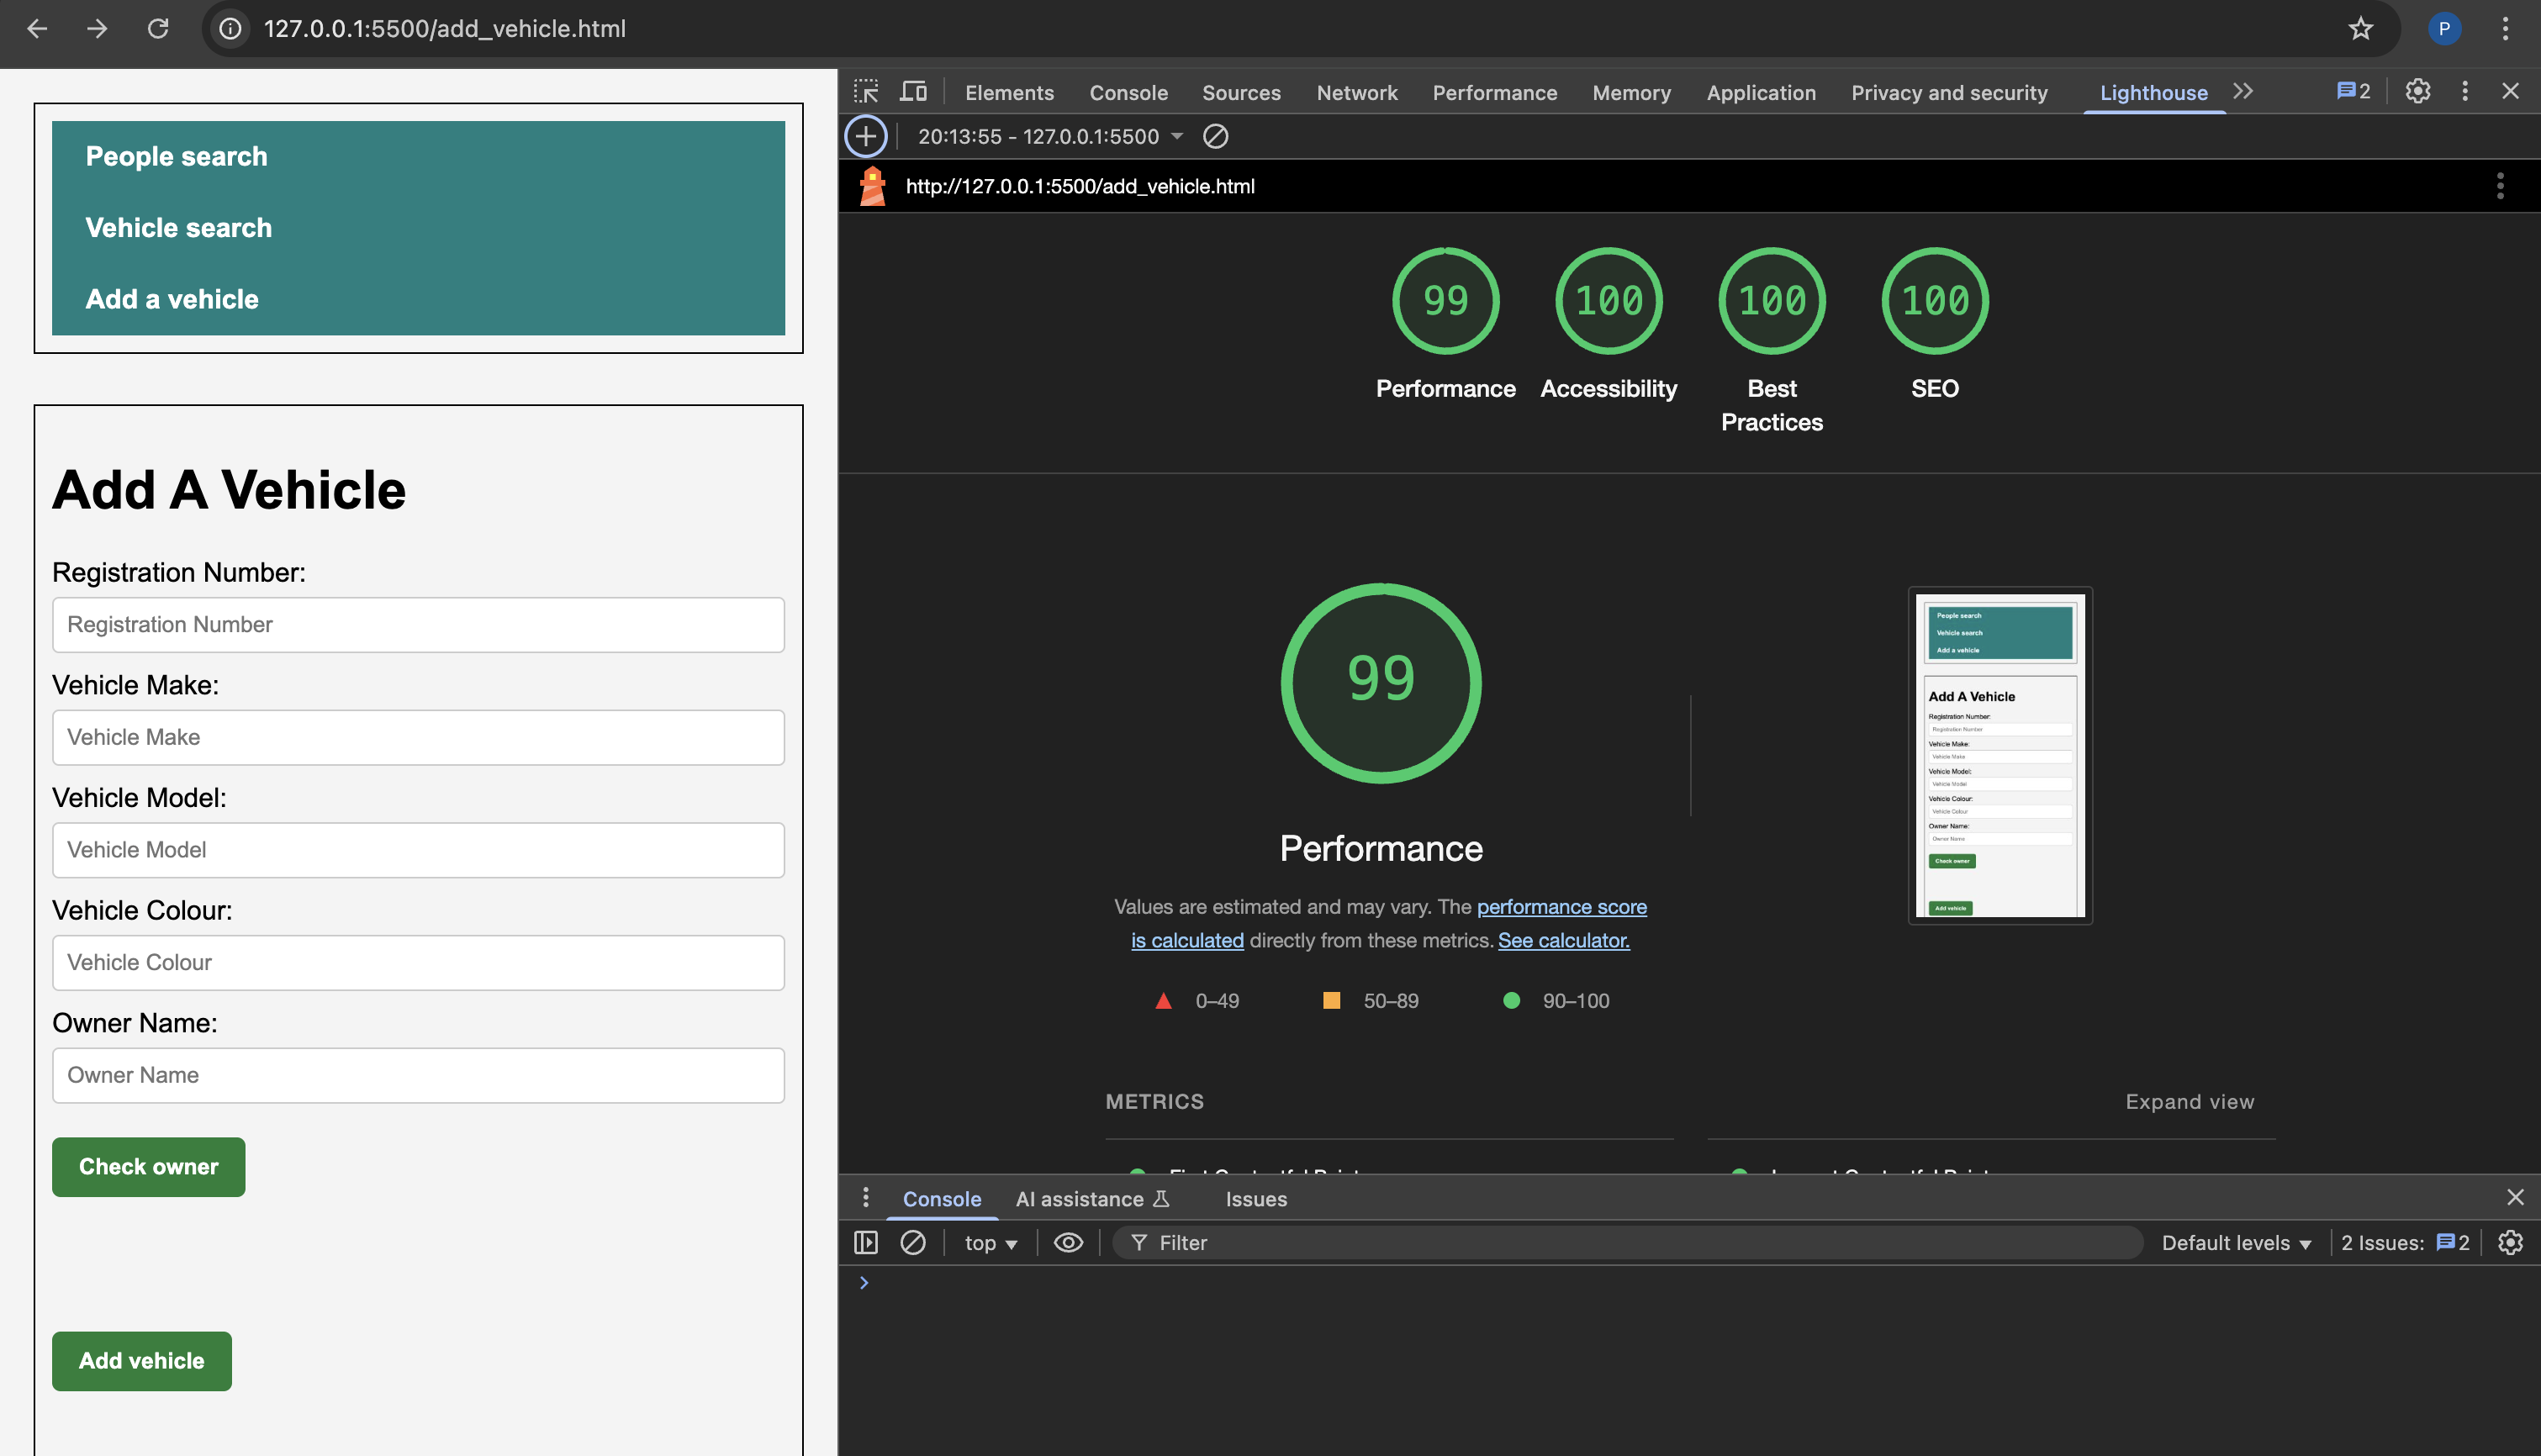 127.0.0.1:5500/add_vehicle.html
P
People search
Vehicle search
Add a vehicle
Add A Vehicle
Registration Number:
Registration Number
Vehicle Make:
Vehicle Make
Vehicle Model:
Vehicle Model
Vehicle Colour:
Vehicle Colour
Owner Name:
Owner Name
Check owner
Add vehicle
Elements Console Sources Network Performance Memory Application Privacy and security Lighthouse 2
20:13:55 - 127.0.0.1:5500
http://127.0.0.1:5500/add_vehicle.html
99 100 100 100
Performance Accessibility Best Practices SEO
99
Performance
Values are estimated and may vary. The performance score
is calculated directly from these metrics. See calculator.
0–49 50–89 90–100
People search
Vehicle search
Add a vehicle
Add A Vehicle
Registration Number:
Registration Number
Vehicle Make:
Vehicle Make
Vehicle Model:
Vehicle Model
Vehicle Colour:
Vehicle Colour
Owner Name:
Owner Name
Check owner
Add vehicle
METRICS Expand view
First Contentful Paint Largest Contentful Paint
Console AI assistance Issues
top Filter Default levels 2 Issues: 2